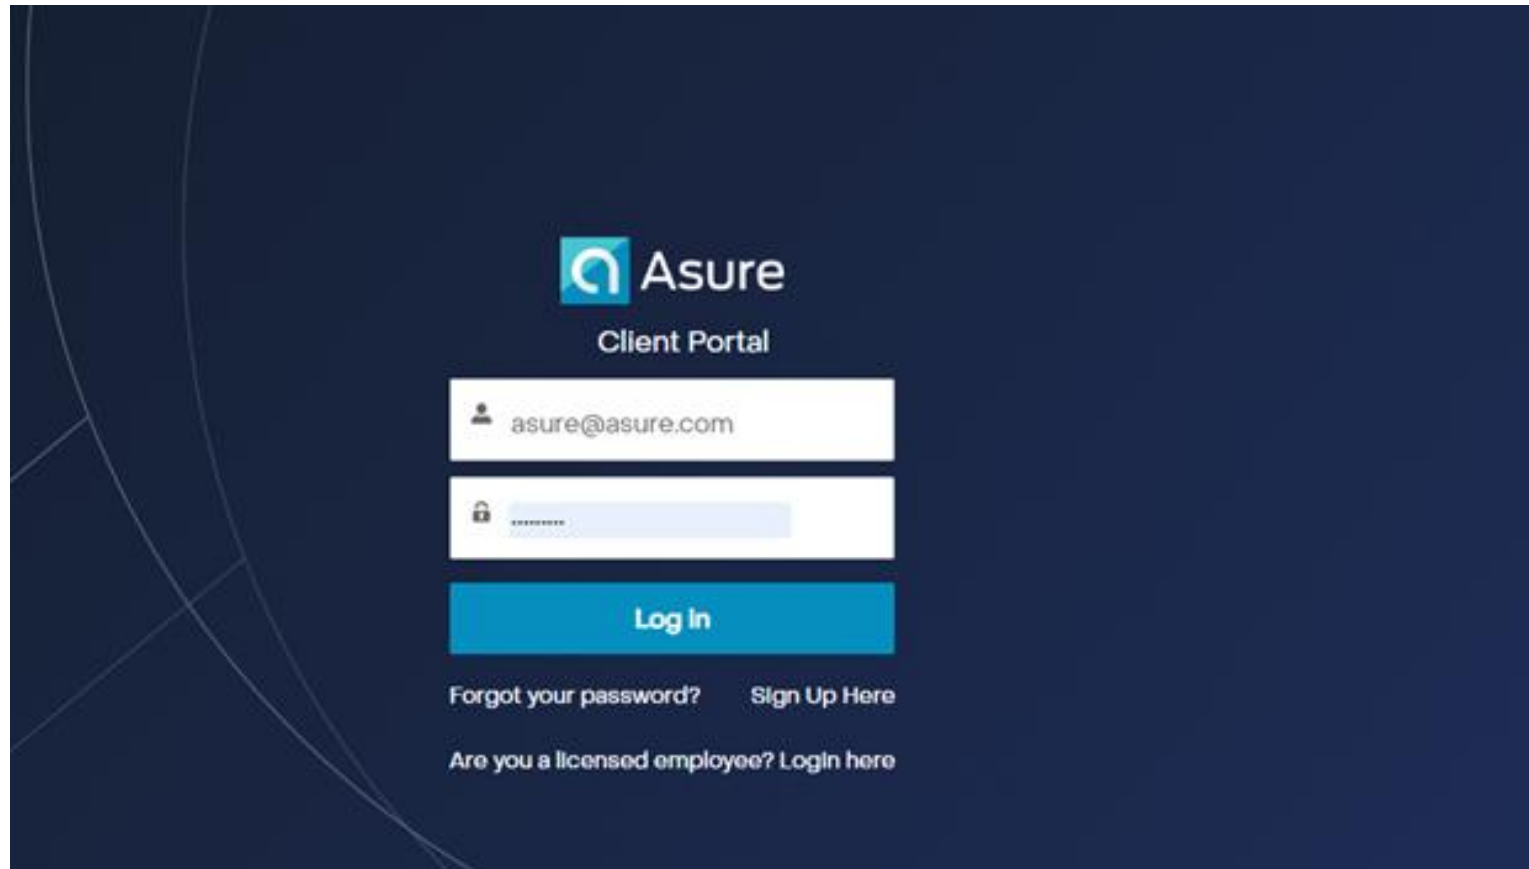 Asure
Client Portal
asure@asure.com
··········
Log In
Forgot your password? Sign Up Here
Are you a licensed employee? Login here